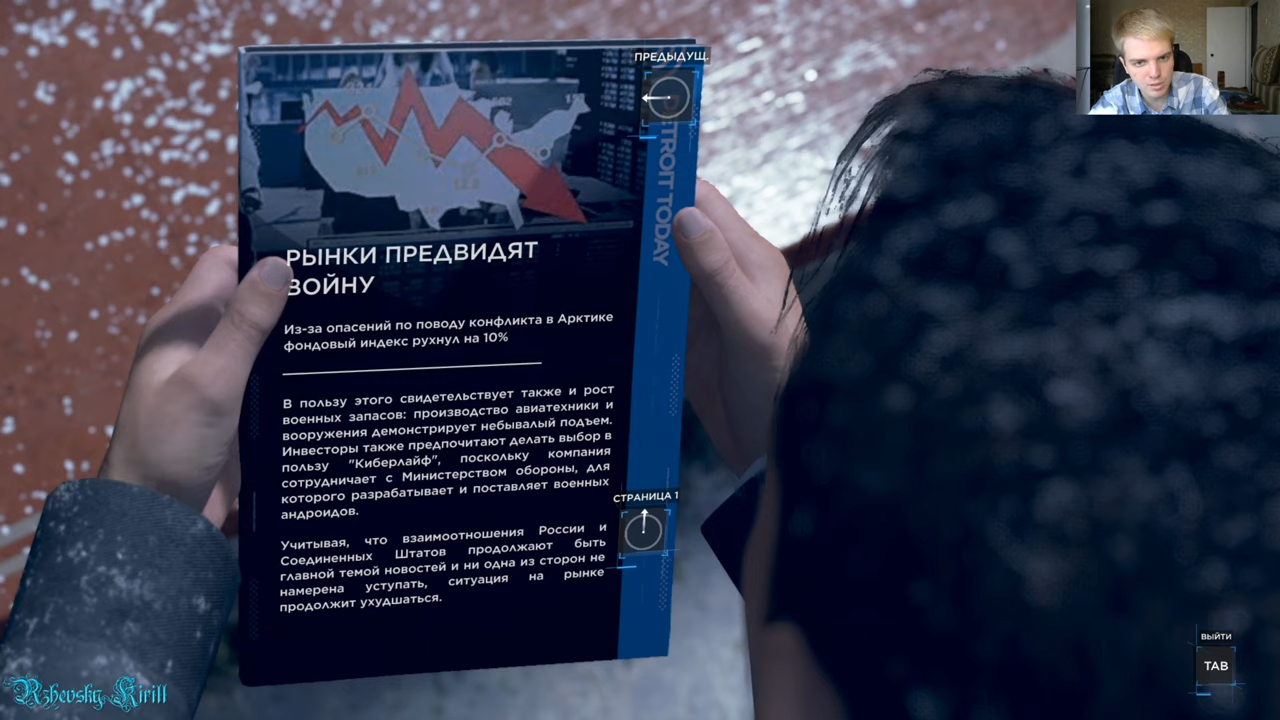 ПРЕДЫДУЩ.
TROIT TODAY
РЫНКИ ПРЕДВИДЯТ
ВОЙНУ
Из-за опасений по поводу конфликта в Арктике
фондовый индекс рухнул на 10%
В пользу этого свидетельствует также и рост
военных запасов: производство авиатехники и
вооружения демонстрирует небывалый подъем.
Инвесторы также предпочитают делать выбор в
пользу "Киберлайф", поскольку компания
сотрудничает с Министерством обороны, для
которого разрабатывает и поставляет военных
андроидов.
СТРАНИЦА 1
Учитывая, что взаимоотношения России и
Соединенных Штатов продолжают быть
главной темой новостей и ни одна из сторон не
намерена уступать, ситуация на рынке
продолжит ухудшаться.
ВЫЙТИ
TAB
Rzhevsky Kirill